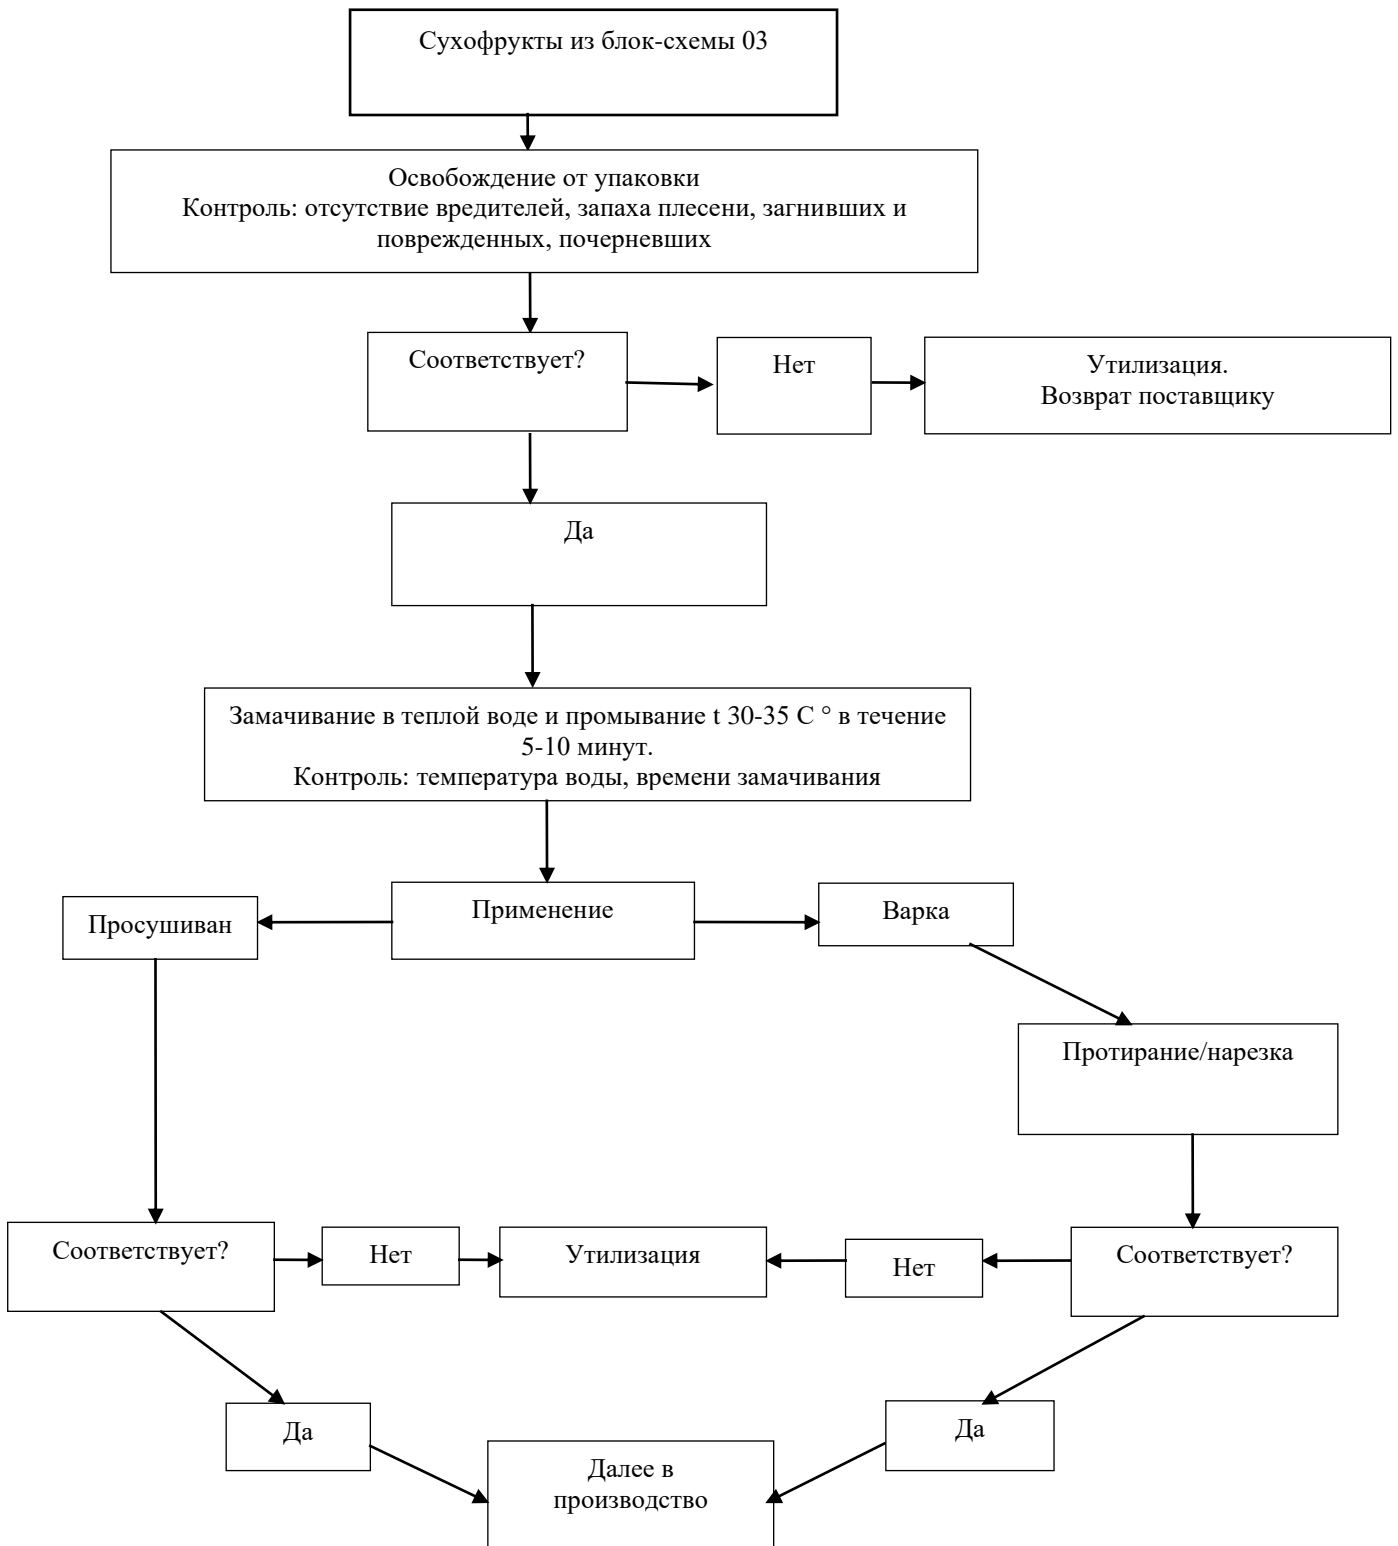 Сухофрукты из блок-схемы 03
Освобождение от упаковки
Контроль: отсутствие вредителей, запаха плесени, загнивших и
поврежденных, почерневших
Соответствует?
Нет
Утилизация.
Возврат поставщику
Да
Замачивание в теплой воде и промывание t 30-35 С ° в течение
5-10 минут.
Контроль: температура воды, времени замачивания
Просушиван
Применение
Варка
Протирание/нарезка
Соответствует?
Нет
Утилизация
Нет
Соответствует?
Да
Да
Далее в
производство